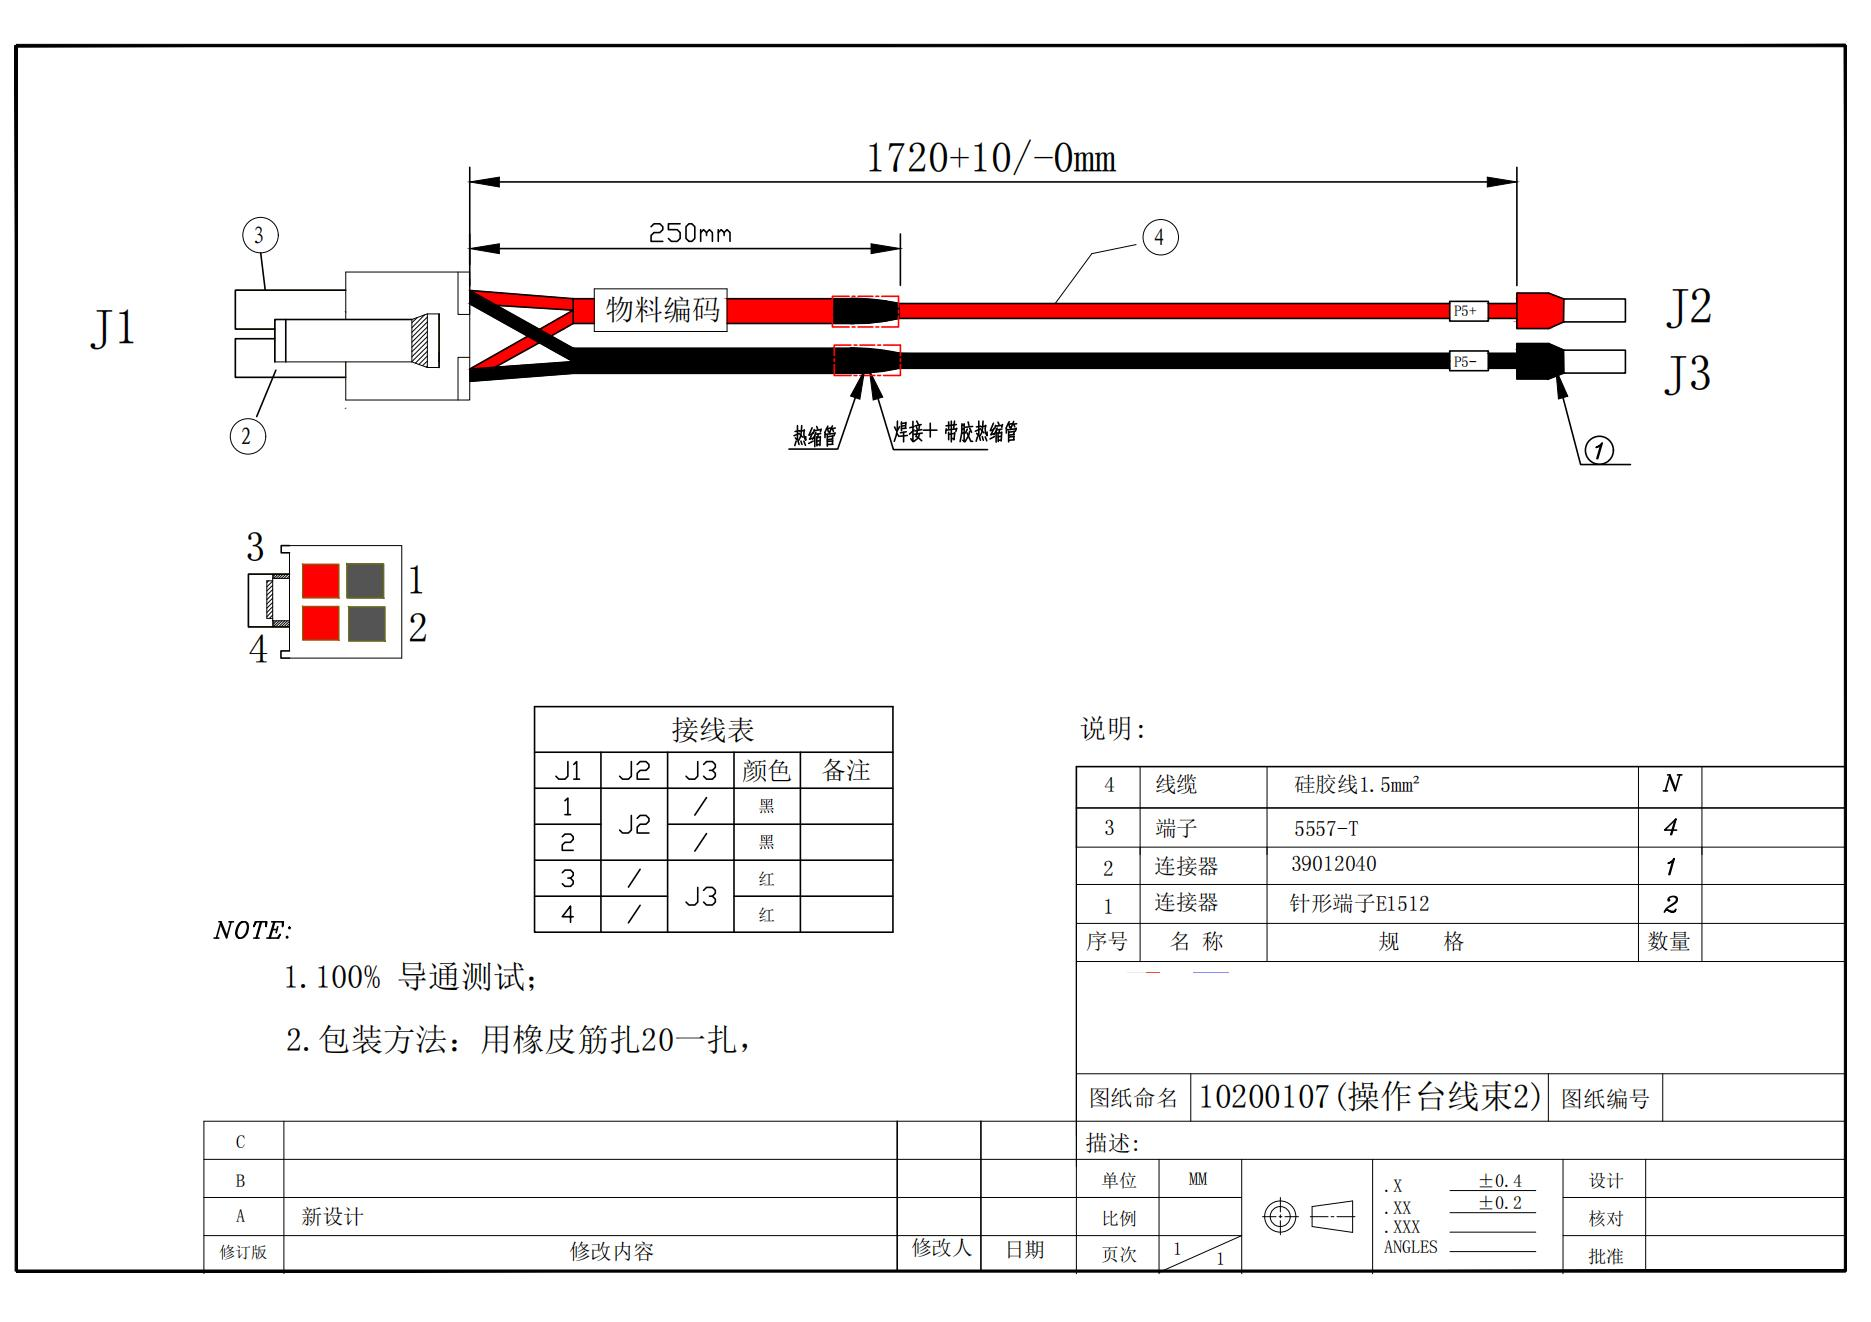 1720+10/-0mm
250mm
3
4
J1
物料编码
P5+
J2
P5-
J3
2
热缩管
焊接+ 带胶热缩管
1
3
1
2
4
接线表
J1 J2 J3 颜色 备注
1 J2 / 黑
2 / 黑
3 / J3 红
4 / 红
说明:
4 线缆 硅胶线1.5mm² N
3 端子 5557-T 4
2 连接器 39012040 1
1 连接器 针形端子E1512 2
序号 名 称 规 格 数量
NOTE:
1.100% 导通测试;
2.包装方法: 用橡皮筋扎20一扎,
图纸命名 10200107(操作台线束2) 图纸编号
描述:
C
B
A 新设计
修订版 修改内容 修改人 日期
单位 MM
比例
页次 1/1
.X ±0.4
.XX ±0.2
.XXX
ANGLES
设计
核对
批准